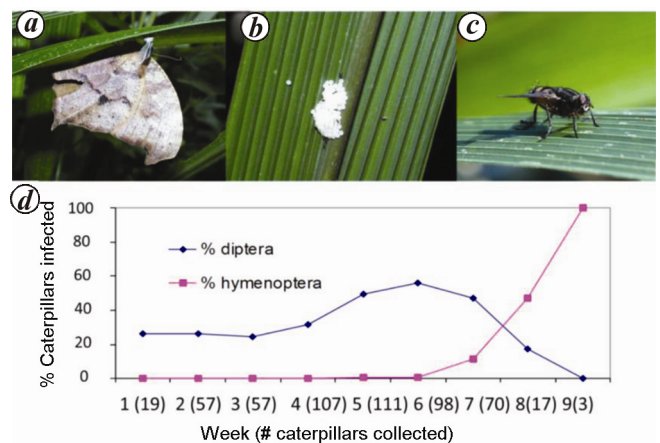 a
b
c
d
% Caterpillars infected
100
80
60
40
20
0
% diptera
% hymenoptera
1 (19) 2 (57) 3 (57) 4 (107) 5 (111) 6 (98) 7 (70) 8(17) 9(3)
Week (# caterpillars collected)